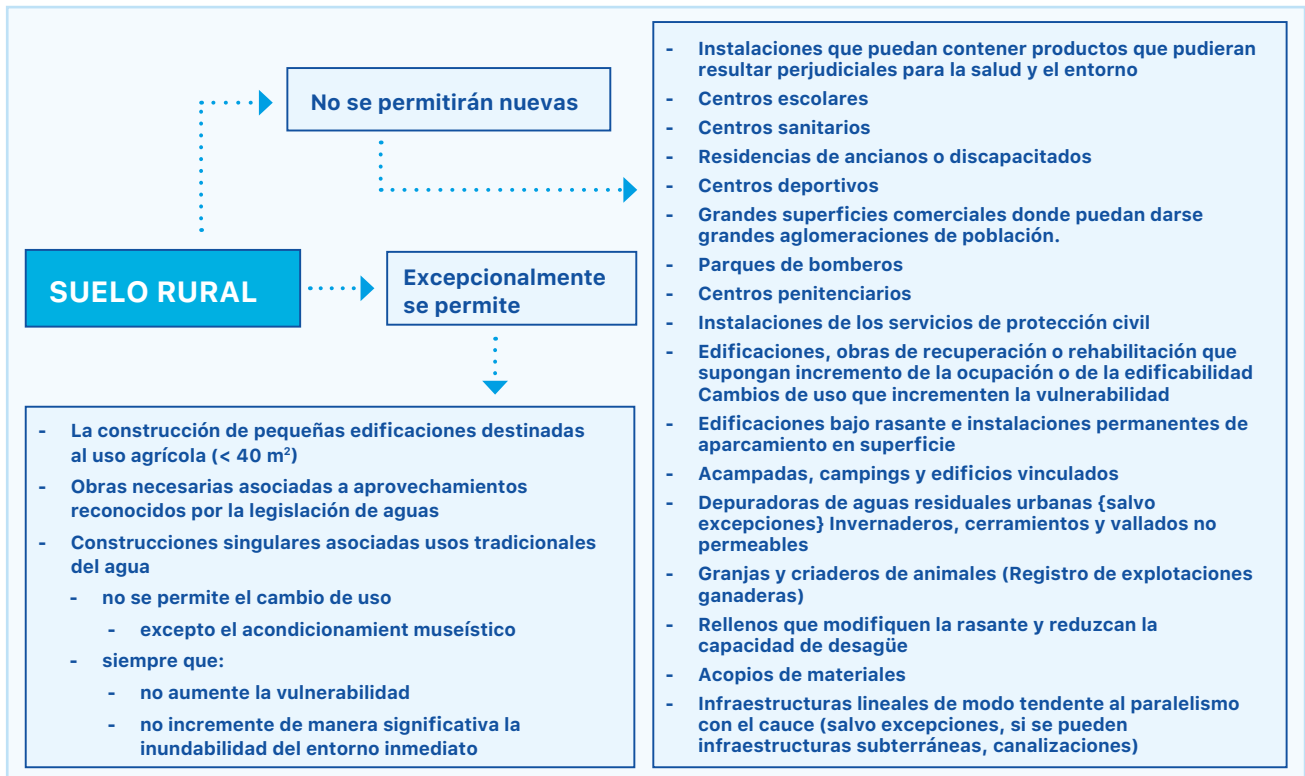 No se permitirán nuevas
SUELO RURAL
Excepcionalmente
se permite
- La construcción de pequeñas edificaciones destinadas
al uso agrícola (< 40 m²)
- Obras necesarias asociadas a aprovechamientos
reconocidos por la legislación de aguas
- Construcciones singulares asociadas usos tradicionales
del agua
- no se permite el cambio de uso
- excepto el acondicionamient museístico
- siempre que:
- no aumente la vulnerabilidad
- no incremente de manera significativa la
inundabilidad del entorno inmediato
- Instalaciones que puedan contener productos que pudieran
resultar perjudiciales para la salud y el entorno
- Centros escolares
- Centros sanitarios
- Residencias de ancianos o discapacitados
- Centros deportivos
- Grandes superficies comerciales donde puedan darse
grandes aglomeraciones de población.
- Parques de bomberos
- Centros penitenciarios
- Instalaciones de los servicios de protección civil
- Edificaciones, obras de recuperación o rehabilitación que
supongan incremento de la ocupación o de la edificabilidad
Cambios de uso que incrementen la vulnerabilidad
- Edificaciones bajo rasante e instalaciones permanentes de
aparcamiento en superficie
- Acampadas, campings y edificios vinculados
- Depuradoras de aguas residuales urbanas {salvo
excepciones} Invernaderos, cerramientos y vallados no
permeables
- Granjas y criaderos de animales (Registro de explotaciones
ganaderas)
- Rellenos que modifiquen la rasante y reduzcan la
capacidad de desagüe
- Acopios de materiales
- Infraestructuras lineales de modo tendente al paralelismo
con el cauce (salvo excepciones, si se pueden
infraestructuras subterráneas, canalizaciones)